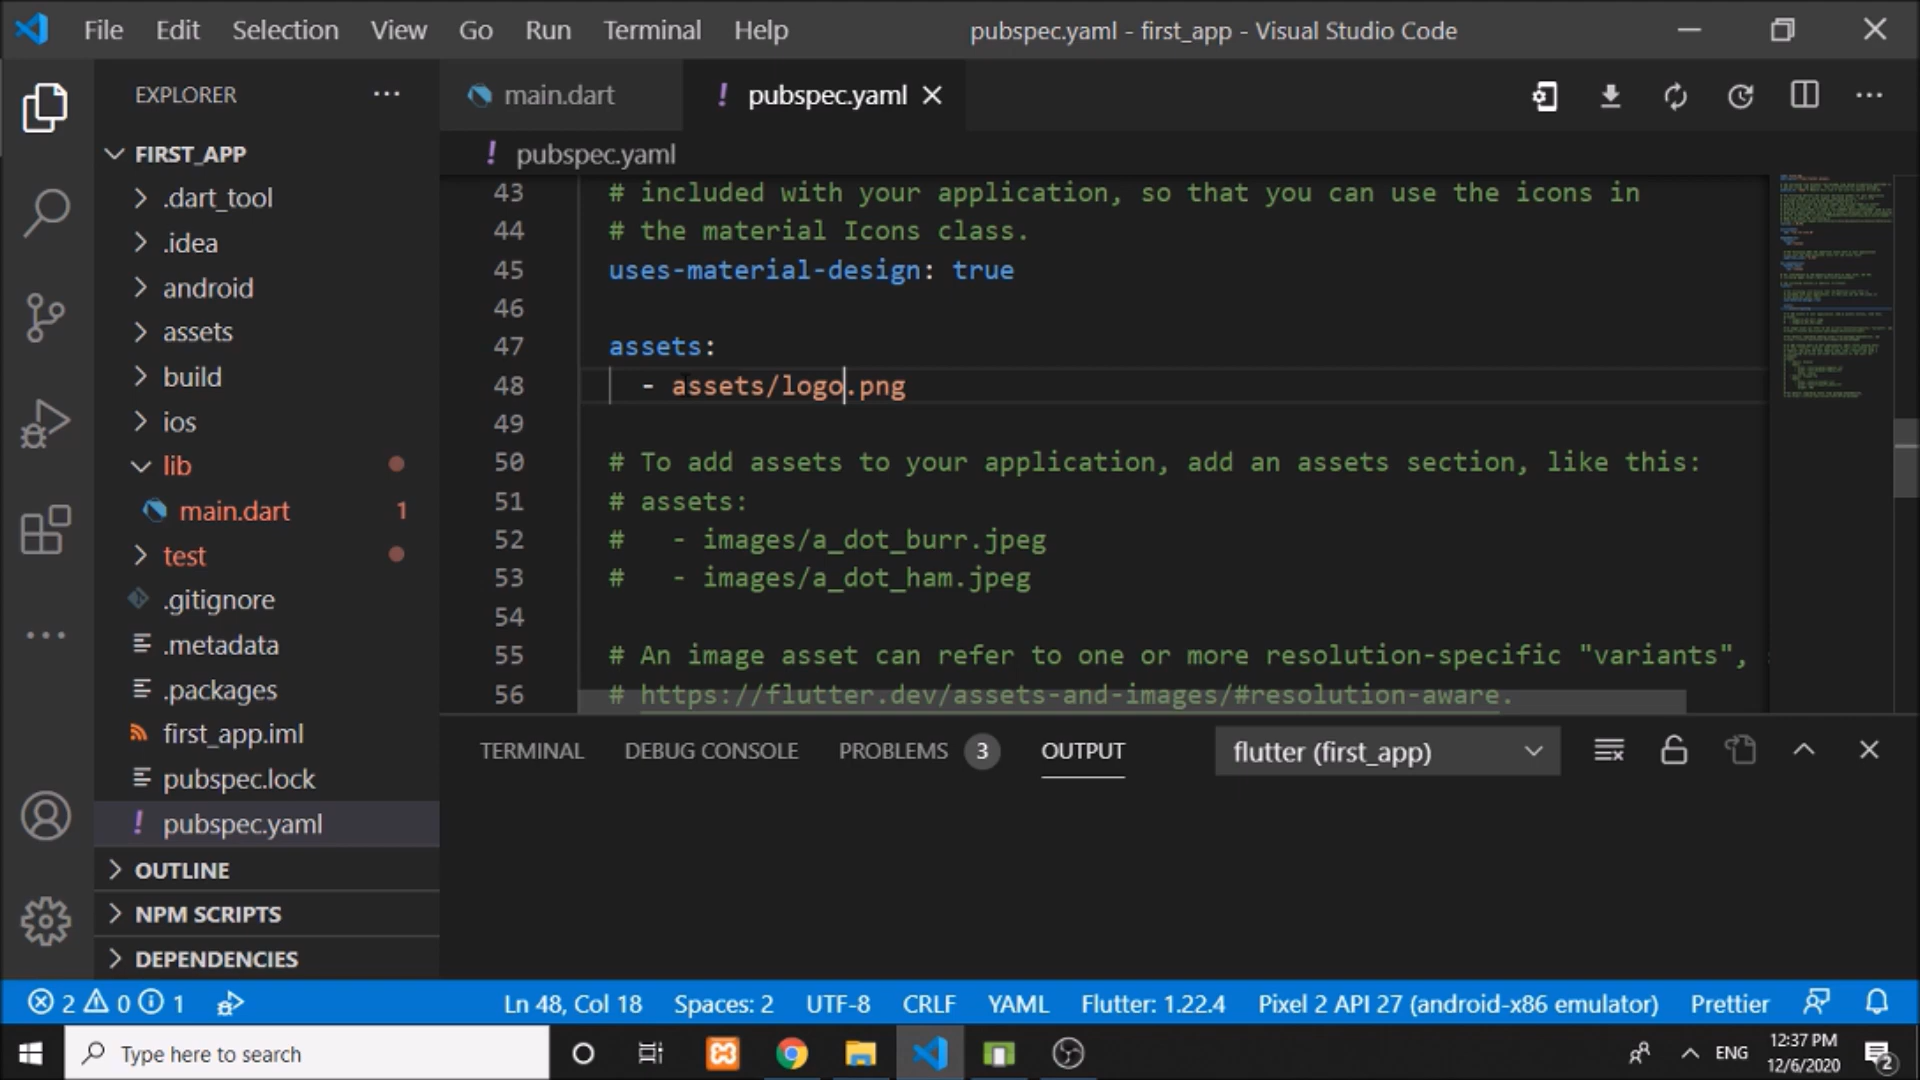 File Edit Selection View Go Run Terminal Help
pubspec.yaml - first_app - Visual Studio Code
EXPLORER
main.dart
! pubspec.yaml
FIRST_APP
.dart_tool
.idea
android
assets
build
ios
lib
main.dart 1
test
.gitignore
.metadata
.packages
first_app.iml
pubspec.lock
! pubspec.yaml
OUTLINE
NPM SCRIPTS
DEPENDENCIES
! pubspec.yaml
43 # included with your application, so that you can use the icons in
44 # the material Icons class.
45 uses-material-design: true
46
47 assets:
48 - assets/logo.png
49
50 # To add assets to your application, add an assets section, like this:
51 # assets:
52 #   - images/a_dot_burr.jpeg
53 #   - images/a_dot_ham.jpeg
54
55 # An image asset can refer to one or more resolution-specific "variants",
56 # https://flutter.dev/assets-and-images/#resolution-aware.
TERMINAL DEBUG CONSOLE PROBLEMS 3 OUTPUT flutter (first_app)
2 0 1 Ln 48, Col 18 Spaces: 2 UTF-8 CRLF YAML Flutter: 1.22.4 Pixel 2 API 27 (android-x86 emulator) Prettier
Type here to search
ENG
12:37 PM
12/6/2020
2